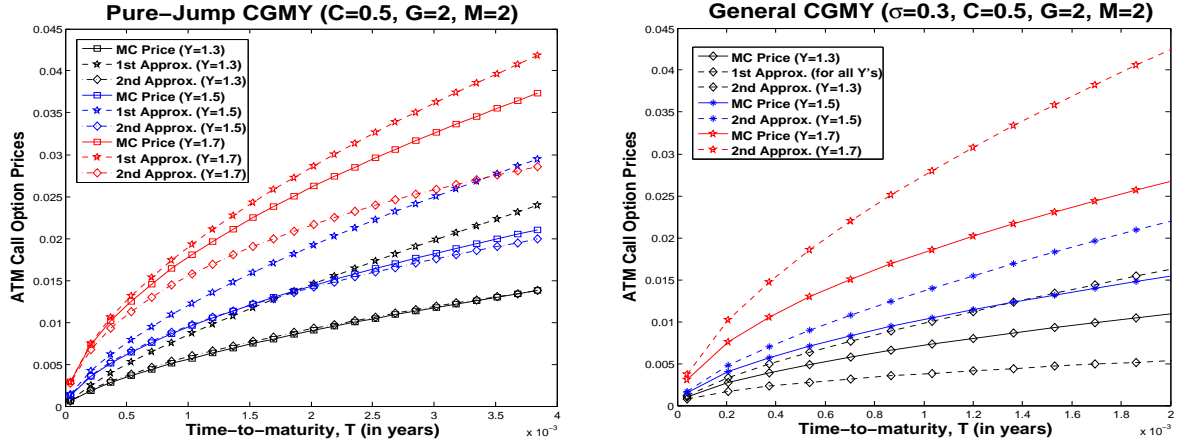 Pure-Jump CGMY (C=0.5, G=2, M=2)
0.045
0.04
0.035
0.03
0.025
0.02
0.015
0.01
0.005
0
ATM Call Option Prices
MC Price (Y=1.3)
1st Approx. (Y=1.3)
2nd Approx. (Y=1.3)
MC Price (Y=1.5)
1st Approx. (Y=1.5)
2nd Approx. (Y=1.5)
MC Price (Y=1.7)
1st Approx. (Y=1.7)
2nd Approx. (Y=1.7)
0 0.5 1 1.5 2 2.5 3 3.5 4
x 10⁻³
Time-to-maturity, T (in years)
General CGMY (σ=0.3, C=0.5, G=2, M=2)
0.045
0.04
0.035
0.03
0.025
0.02
0.015
0.01
0.005
0
ATM Call Option Prices
MC Price (Y=1.3)
1st Approx. (for all Y's)
2nd Approx. (Y=1.3)
MC Price (Y=1.5)
2nd Approx. (Y=1.5)
MC Price (Y=1.7)
2nd Approx. (Y=1.7)
0 0.2 0.4 0.6 0.8 1 1.2 1.4 1.6 1.8 2
x 10⁻³
Time-to-maturity, T (in years)